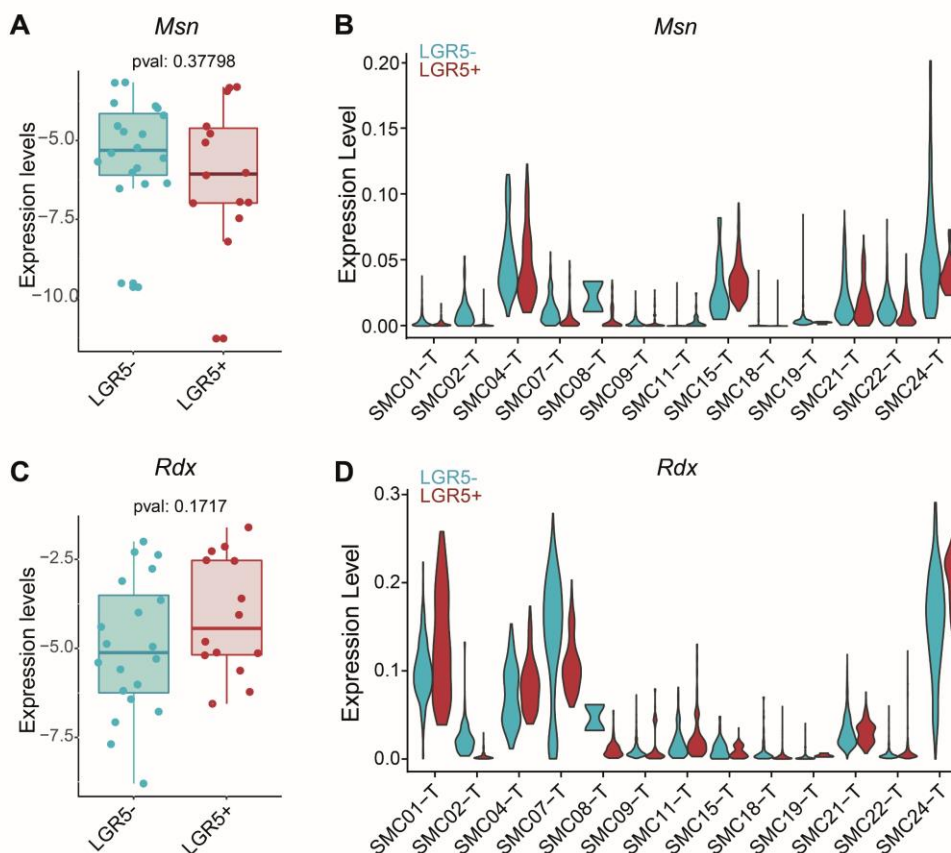 A
Msn
pval: 0.37798
Expression levels
−5.0
−7.5
−10.0
LGR5-
LGR5+
B
Msn
LGR5-
LGR5+
Expression Level
0.20
0.15
0.10
0.05
0.00
SMC01-T
SMC02-T
SMC04-T
SMC07-T
SMC08-T
SMC09-T
SMC11-T
SMC15-T
SMC18-T
SMC19-T
SMC21-T
SMC22-T
SMC24-T
C
Rdx
pval: 0.1717
Expression levels
−2.5
−5.0
−7.5
LGR5-
LGR5+
D
Rdx
LGR5-
LGR5+
Expression Level
0.3
0.2
0.1
0.0
SMC01-T
SMC02-T
SMC04-T
SMC07-T
SMC08-T
SMC09-T
SMC11-T
SMC15-T
SMC18-T
SMC19-T
SMC21-T
SMC22-T
SMC24-T